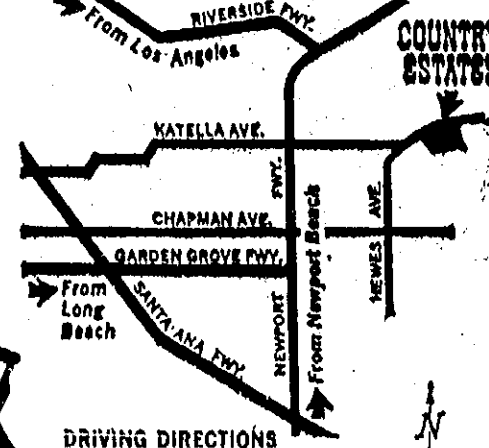 RIVERSIDE FWY.
From Los Angeles
COUNTRY
ESTATES
KATELLA AVE.
FWY.
CHAPMAN AVE.
GARDEN GROVE FWY.
From Newport Beach
HEWES AVE.
From
Long
Beach
SANTA ANA FWY.
NEWPORT
N
DRIVING DIRECTIONS